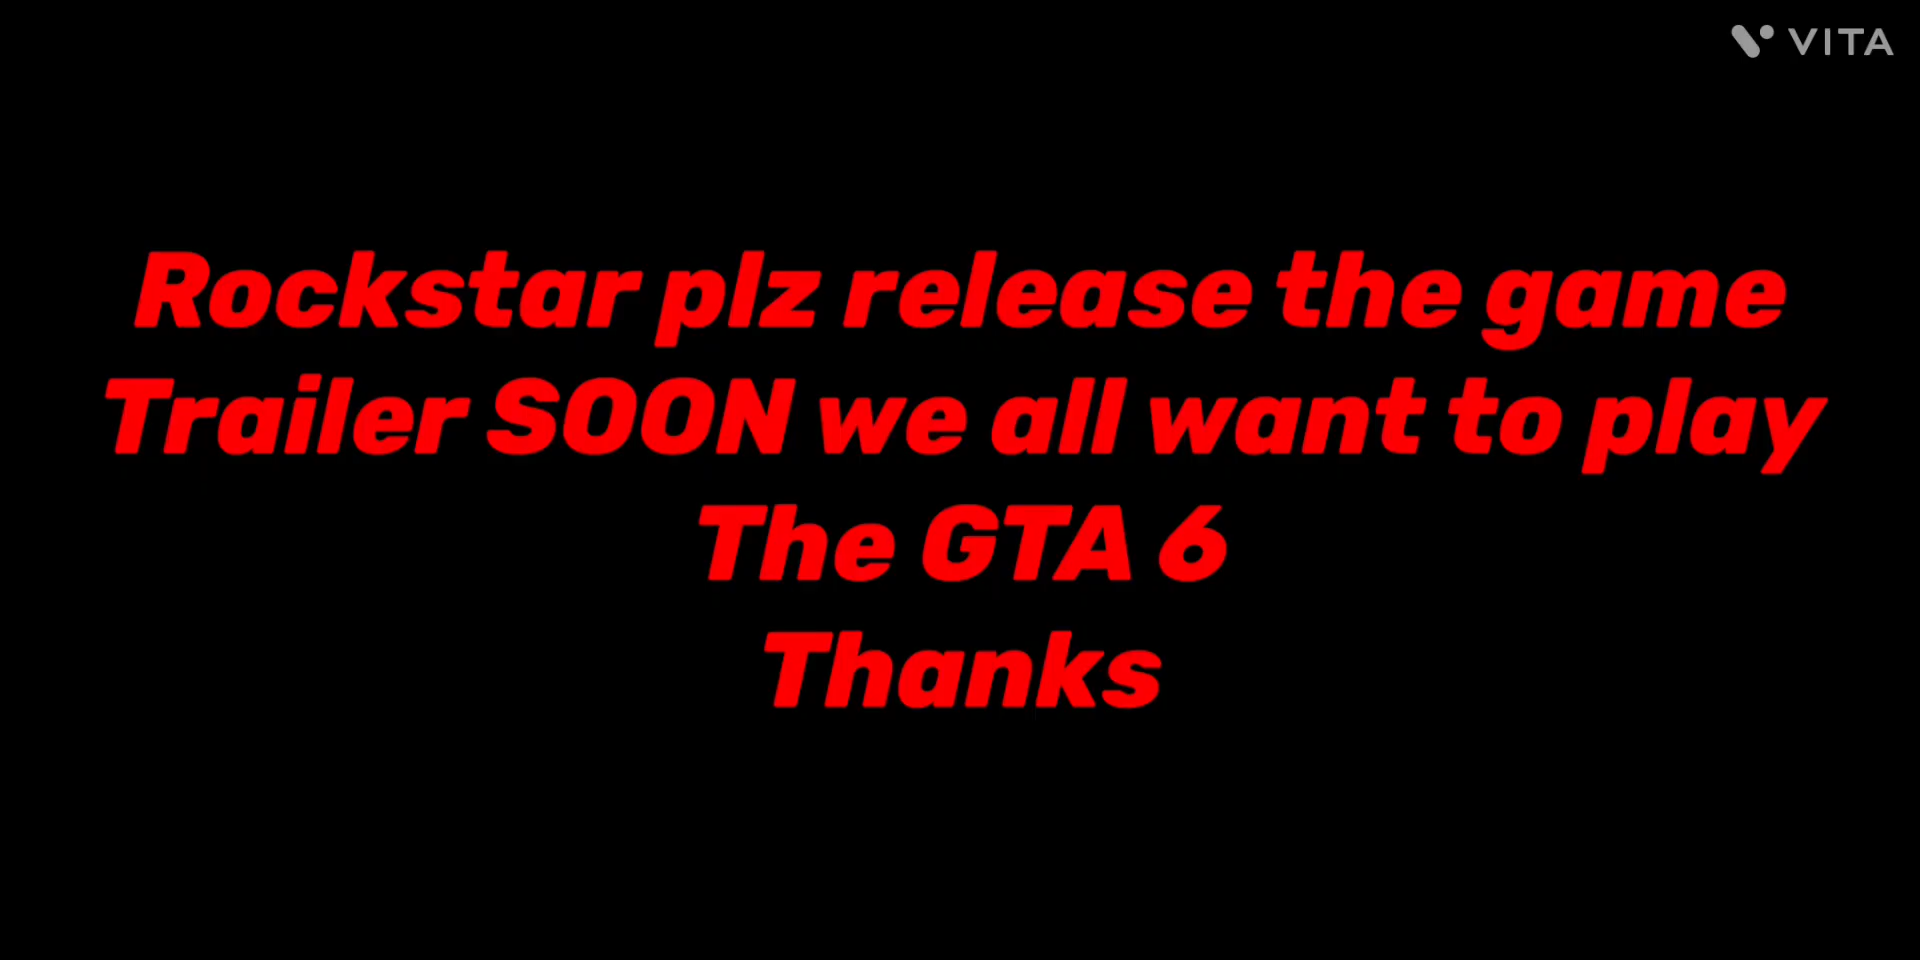 VITA
Rockstar plz release the game
Trailer SOON we all want to play
The GTA 6
Thanks